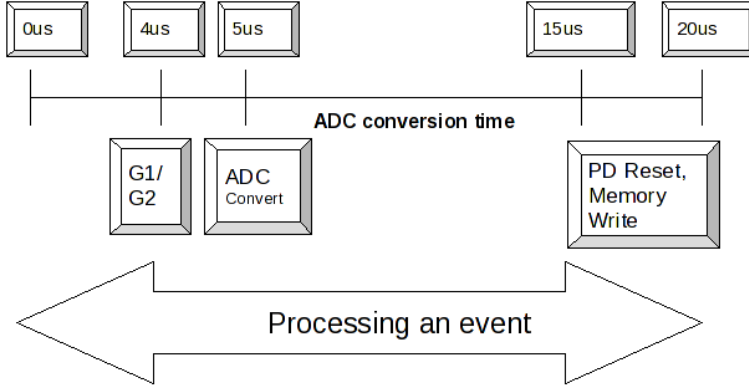 0us
4us
5us
15us
20us
ADC conversion time
G1/
G2
ADC
Convert
PD Reset,
Memory
Write
Processing an event